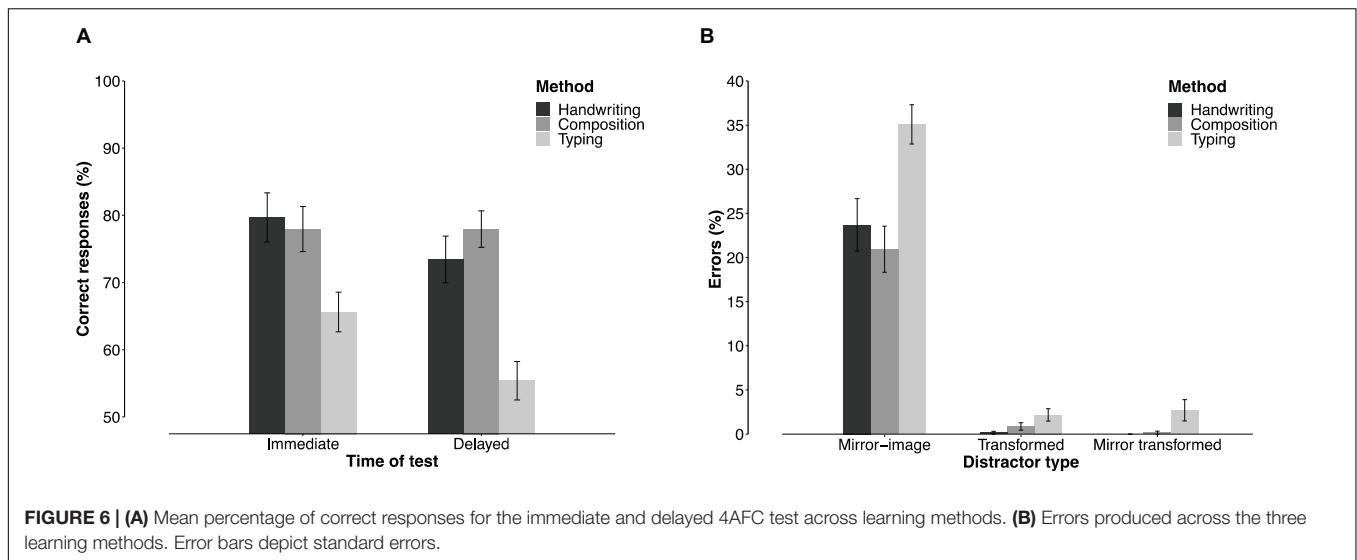 A
Correct responses (%)
100
90
80
70
60
50
Method
Handwriting
Composition
Typing
Immediate
Delayed
Time of test
B
Errors (%)
40
35
30
25
20
15
10
5
0
Method
Handwriting
Composition
Typing
Mirror–image
Transformed
Mirror transformed
Distractor type
FIGURE 6 | (A) Mean percentage of correct responses for the immediate and delayed 4AFC test across learning methods. (B) Errors produced across the three
learning methods. Error bars depict standard errors.